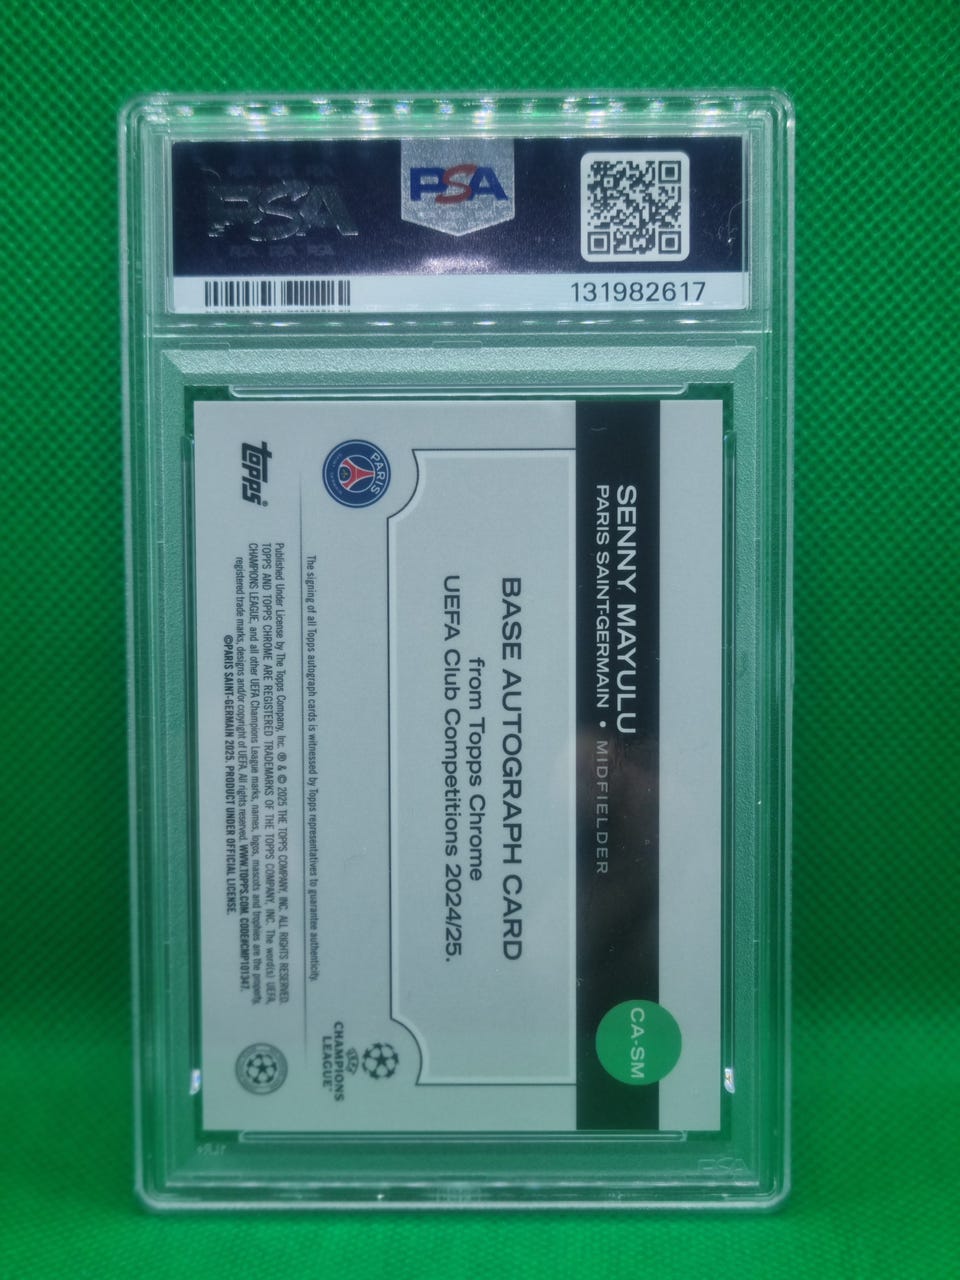 PSA
PSA
131982617
SENNY MAYULU
PARIS SAINT-GERMAIN • MIDFIELDER
CA-SM
BASE AUTOGRAPH CARD
from Topps Chrome
UEFA Club Competitions 2024/25.
PARIS
UEFA
CHAMPIONS
LEAGUE®
The signing of all Topps autograph cards is witnessed by Topps representatives to guarantee authenticity.
topps®
Published Under License by The Topps Company, Inc. ® & © 2025 THE TOPPS COMPANY, INC. ALL RIGHTS RESERVED.
TOPPS AND TOPPS CHROME ARE REGISTERED TRADEMARKS OF THE TOPPS COMPANY, INC. The word(s) UEFA,
CHAMPIONS LEAGUE, and all other UEFA Champions League marks, names, logos, mascots and trophies are the property,
registered trade marks, designs and/or copyright of UEFA. All rights reserved. WWW.TOPPS.COM. CODE#CMP101347.
©PARIS SAINT-GERMAIN 2025. PRODUCT UNDER OFFICIAL LICENSE.
PSA